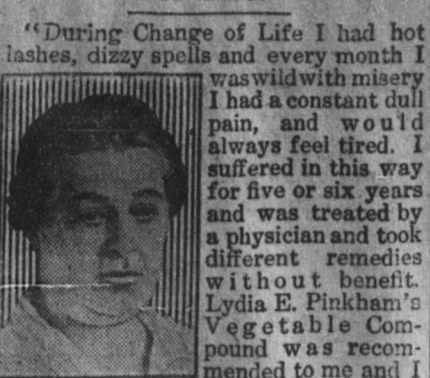 "During Change of Life I had hot
lashes, dizzy spells and every month I
was wild with misery
I had a constant dull
pain, and would
always feel tired. I
suffered in this way
for five or six years
and was treated by
a physician and took
different remedies
without benefit.
Lydia E. Pinkham's
Vegetable Com-
pound was recom-
mended to me and I